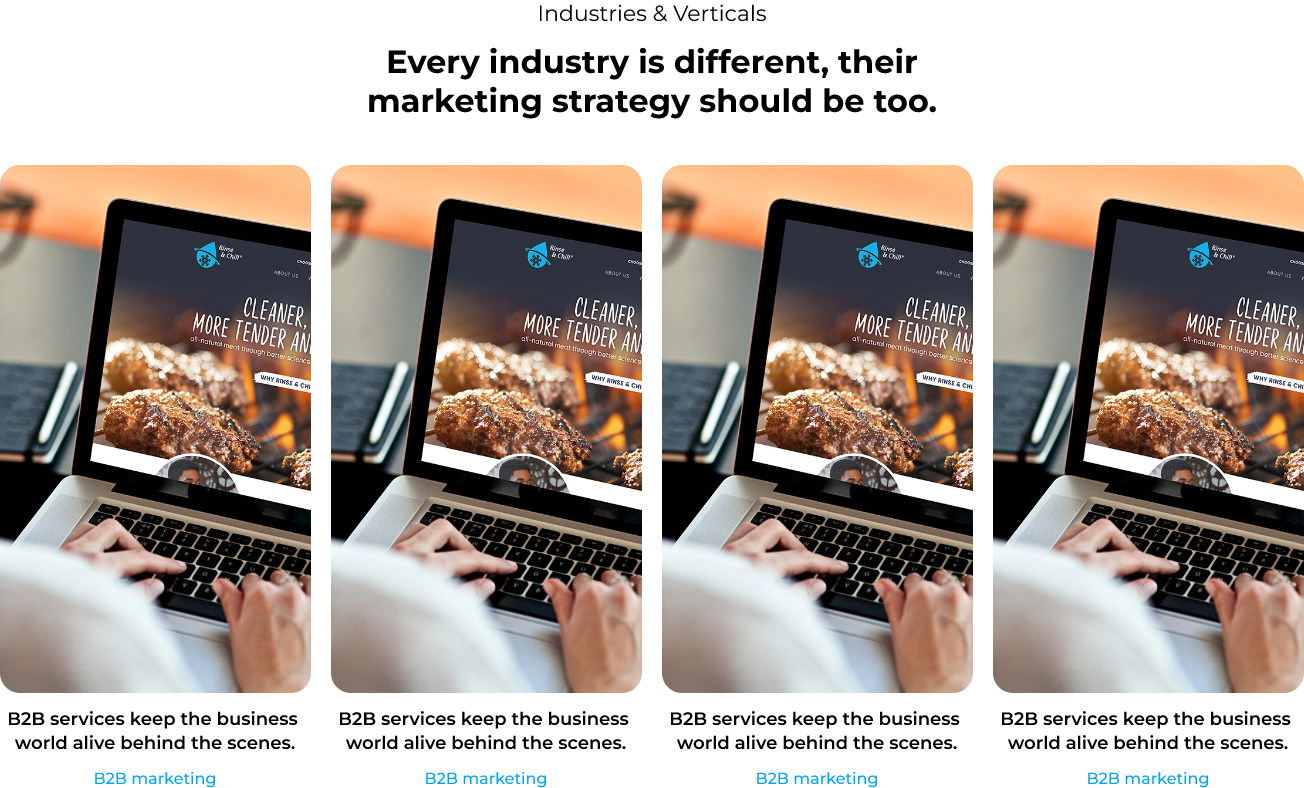 Industries & Verticals
Every industry is different, their
marketing strategy should be too.
Rinse
& Chill®
ABOUT US
CLEANER,
MORE TENDER AN
all-natural meat through better science
WHY RINSE & CHI
B2B services keep the business
world alive behind the scenes.
B2B marketing
Rinse
& Chill®
ABOUT US
CLEANER,
MORE TENDER AN
all-natural meat through better science
WHY RINSE & CHI
B2B services keep the business
world alive behind the scenes.
B2B marketing
Rinse
& Chill®
ABOUT US
CLEANER,
MORE TENDER AN
all-natural meat through better science
WHY RINSE & CHI
B2B services keep the business
world alive behind the scenes.
B2B marketing
Rinse
& Chill®
ABOUT US
CLEANER,
MORE TENDER AN
all-natural meat through better science
WHY RINSE & CHI
B2B services keep the business
world alive behind the scenes.
B2B marketing